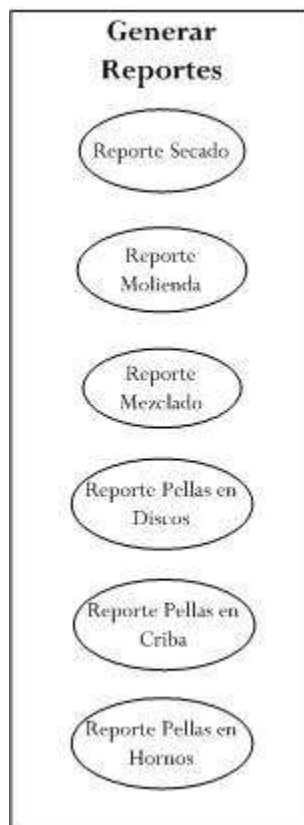 Generar
Reportes
Reporte Secado
Reporte
Molienda
Reporte
Mezclado
Reporte Pellas en
Discos
Reporte Pellas en
Criba
Reporte Pellas en
Hornos